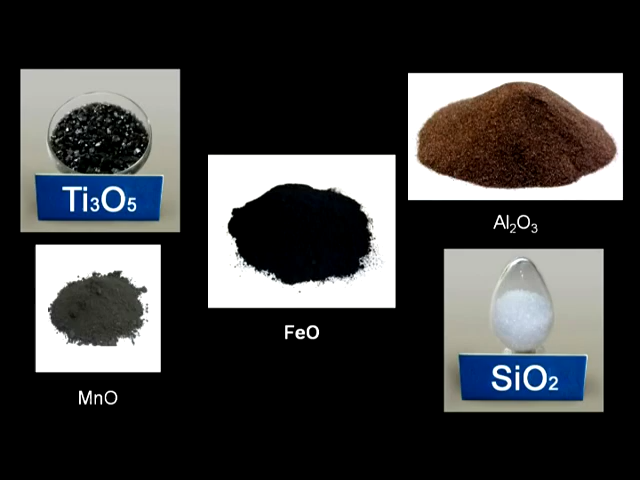 Ti₃O₅
Al₂O₃
FeO
MnO
SiO₂